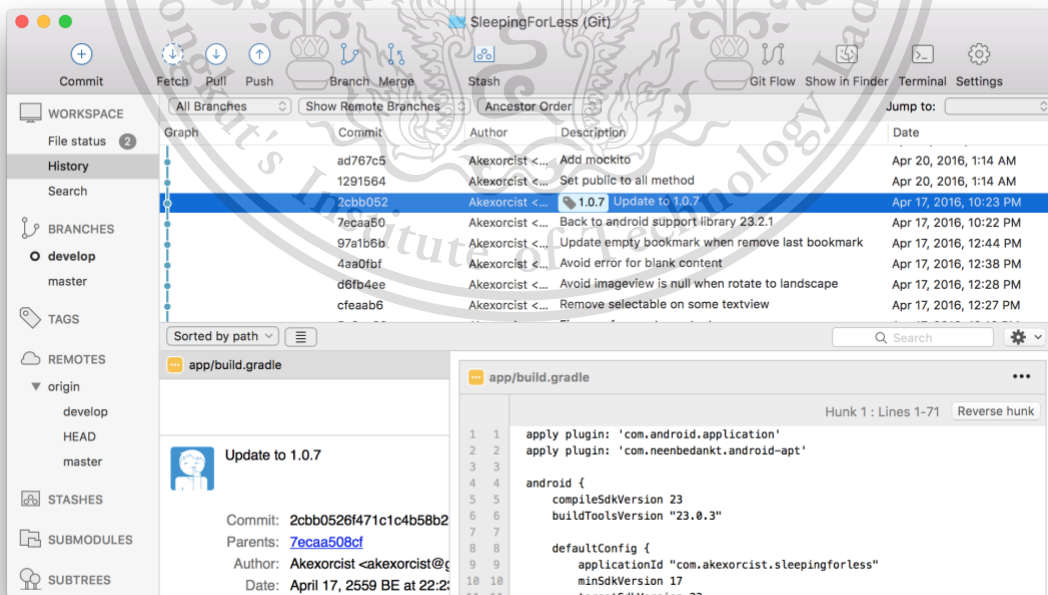 SleepingForLess (Git)
Commit Fetch Pull Push Branch Merge Stash Git Flow Show in Finder Terminal Settings
WORKSPACE
File status 2
History
Search
BRANCHES
develop
master
TAGS
REMOTES
origin
develop
HEAD
master
STASHES
SUBMODULES
SUBTREES
All Branches Show Remote Branches Ancestor Order Jump to:
Graph Commit Author Description Date
ad767c5 Akexorcist <... Add mockito Apr 20, 2016, 1:14 AM
1291564 Akexorcist <... Set public to all method Apr 20, 2016, 1:14 AM
2cbb052 Akexorcist <... 1.0.7 Update to 1.0.7 Apr 17, 2016, 10:23 PM
7ecaa50 Akexorcist <... Back to android support library 23.2.1 Apr 17, 2016, 10:22 PM
97a1b6b Akexorcist <... Update empty bookmark when remove last bookmark Apr 17, 2016, 12:44 PM
4aa0fbf Akexorcist <... Avoid error for blank content Apr 17, 2016, 12:38 PM
d6fb4ee Akexorcist <... Avoid imageview is null when rotate to landscape Apr 17, 2016, 12:28 PM
cfeaab6 Akexorcist <... Remove selectable on some textview Apr 17, 2016, 12:27 PM
Sorted by path Search
app/build.gradle
Update to 1.0.7
Commit: 2cbb0526f471c1c4b58b2
Parents: 7ecaa508cf
Author: Akexorcist <akexorcist@g
Date: April 17, 2559 BE at 22:2
app/build.gradle
Hunk 1 : Lines 1-71 Reverse hunk
1 1 apply plugin: 'com.android.application'
2 2 apply plugin: 'com.neenbedankt.android-apt'
3 3
4 4 android {
5 5 compileSdkVersion 23
6 6 buildToolsVersion "23.0.3"
7 7
8 8 defaultConfig {
9 9 applicationId "com.akexorcist.sleepingforless"
10 10 minSdkVersion 17
Institute of Technology